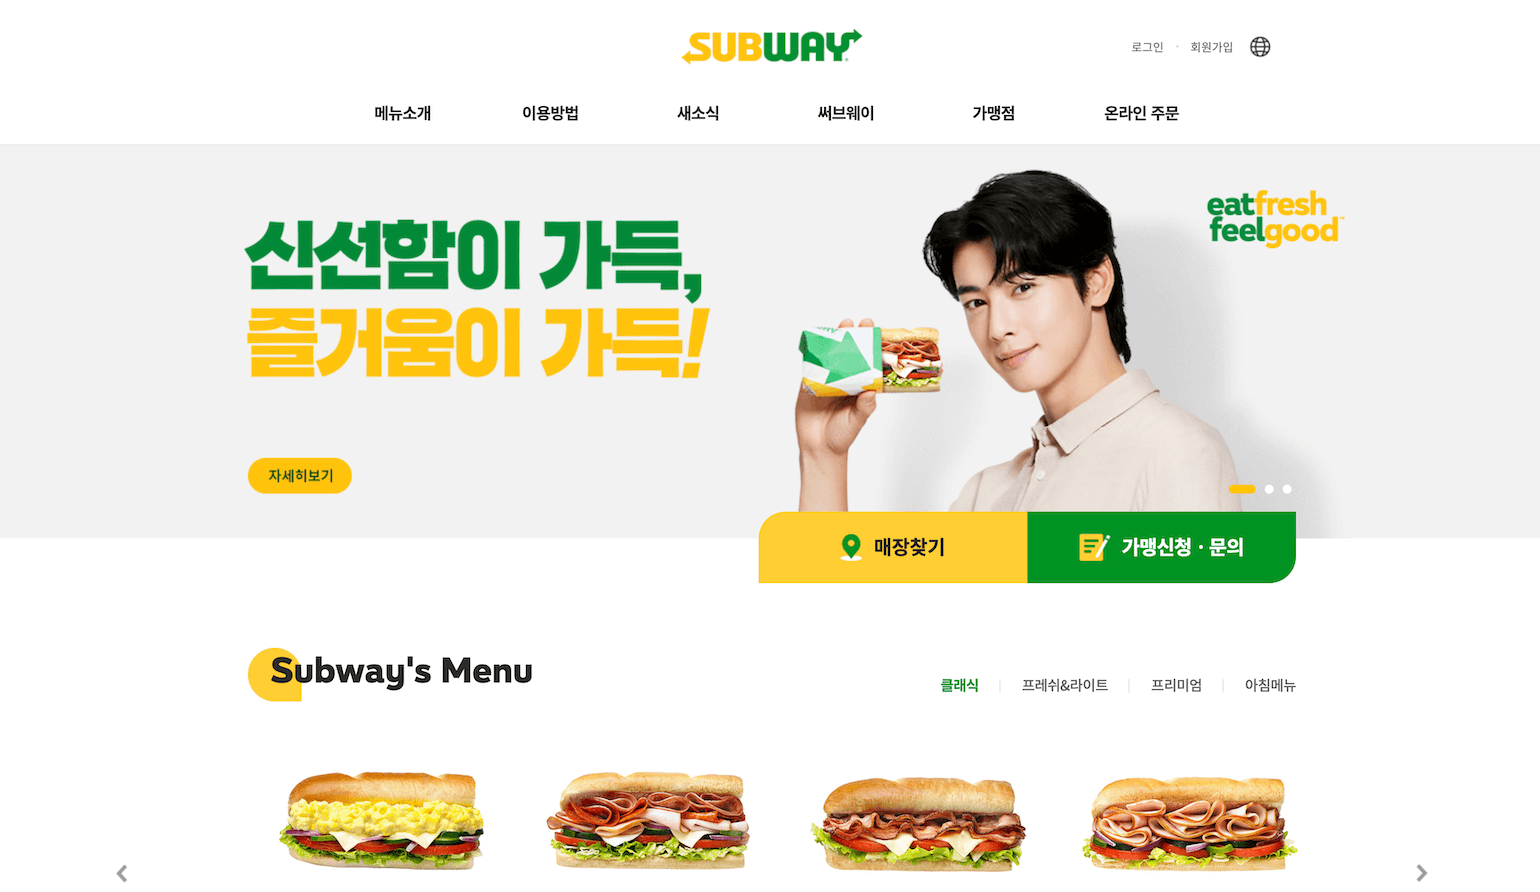 SUBWAY
로그인 · 회원가입
메뉴소개 이용방법 새소식 써브웨이 가맹점 온라인 주문
신선함이 가득,
즐거움이 가득!
eatfresh
feelgood™
자세히보기
매장찾기
가맹신청 · 문의
Subway's Menu
클래식 | 프레쉬&라이트 | 프리미엄 | 아침메뉴